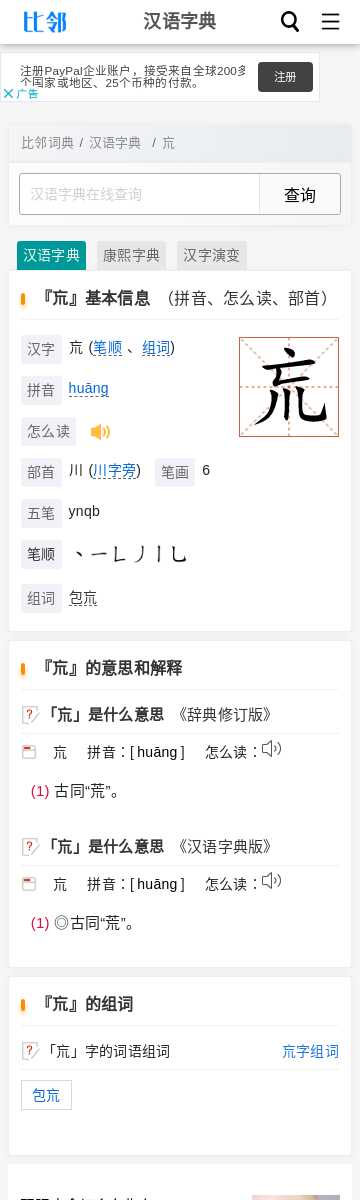 比邻
汉语字典
注册PayPal企业账户，接受来自全球200多
个国家或地区、25个币种的付款。
注册
广告
比邻词典 / 汉语字典 / 巟
汉语字典在线查询
查询
汉语字典
康熙字典
汉字演变
『巟』基本信息 （拼音、怎么读、部首）
汉字 巟 (笔顺 、组词)
巟
拼音 huāng
怎么读
部首 川 (川字旁) 笔画 6
五笔 ynqb
笔顺 丶一乚丿丨乚
组词 包巟
『巟』的意思和解释
「巟」是什么意思 《辞典修订版》
巟 拼音：[ huāng ] 怎么读：
(1) 古同“荒”。
「巟」是什么意思 《汉语字典版》
巟 拼音：[ huāng ] 怎么读：
(1) ◎古同“荒”。
『巟』的组词
「巟」字的词语组词 巟字组词
包巟